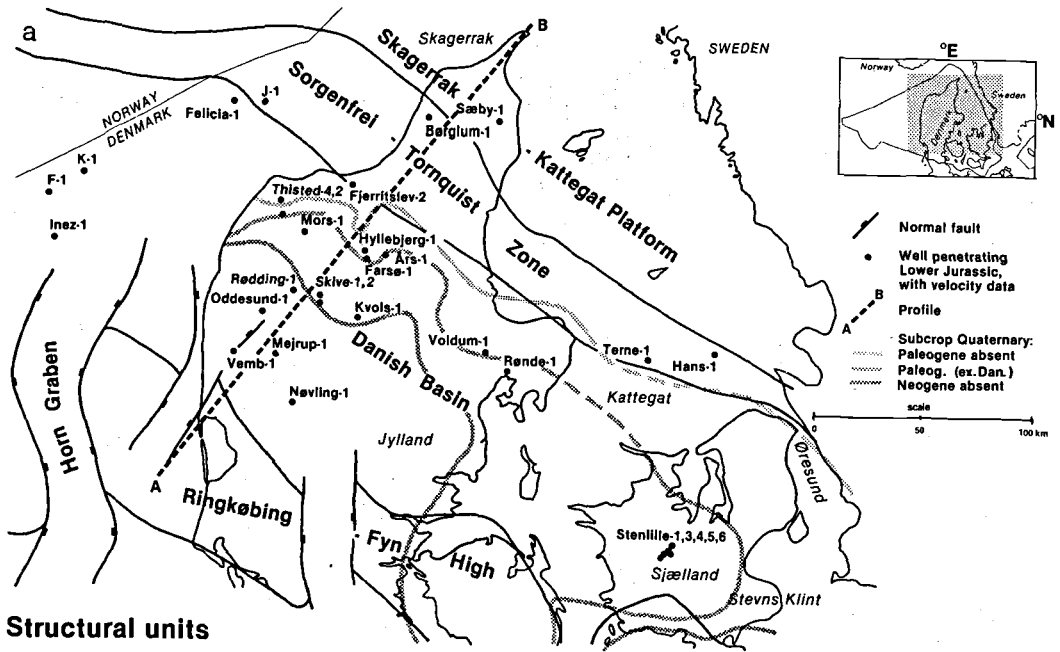 a
B
Skagerrak
SWEDEN
°E
Norway
Sweden
°N
Skagerrak
Sorgenfrei
NORWAY
DENMARK
J-1
Felicia-1
Sæby-1
Børglum-1
K-1
F-1
Inez-1
Tornquist
Kattegat Platform
Zone
Thisted-4,2
Fjerritslev-2
Mors-1
Hyllebjerg-1
Års-1
Farsø-1
Rødding-1
Skive-1,2
Oddesund-1
Kvols-1
Mejrup-1
Vemb-1
Danish Basin
Voldum-1
Rønde-1
Terne-1
Hans-1
Kattegat
Nøvling-1
Horn Graben
Jylland
A
Ringkøbing
Fyn
High
Øresund
Stenlille-1,3,4,5,6
Sjælland
Stevns Klint
Normal fault
Well penetrating
Lower Jurassic,
with velocity data
B
A
Profile
Subcrop Quaternary:
Paleogene absent
Paleog. (ex.Dan.)
Neogene absent
scale
0 50 100 km
Structural units